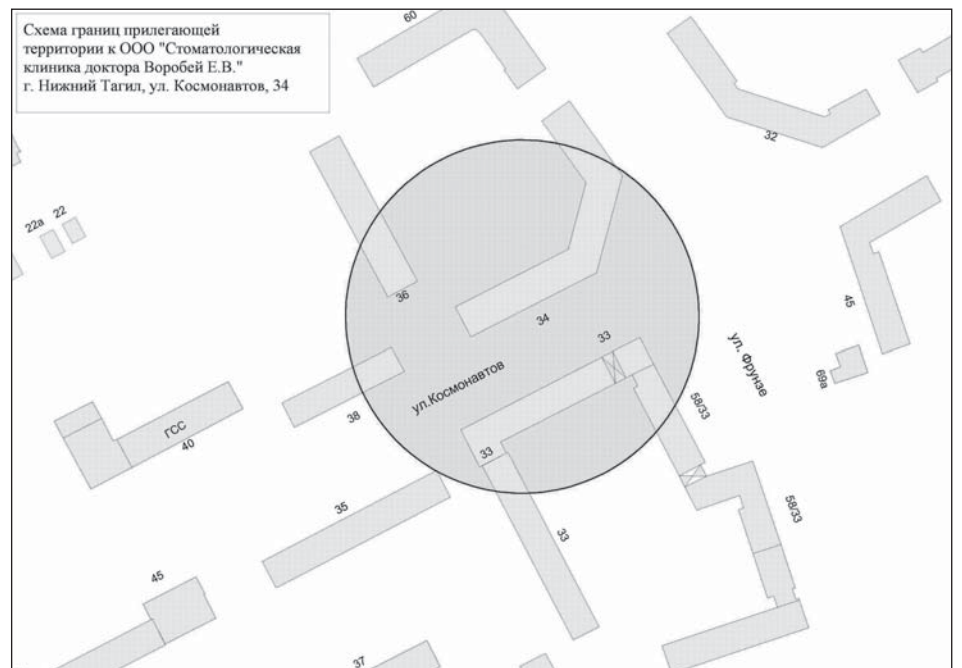 Схема границ прилегающей
территории к ООО "Стоматологическая
клиника доктора Воробей Е.В."
г. Нижний Тагил, ул. Космонавтов, 34
60
32
22а
22
36
34
45
33
ул. Фрунзе
69а
ул.Космонавтов
38
58/33
ГСС
40
33
35
58/33
33
45
37